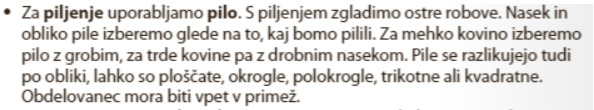 • Za piljenje uporabljamo pilo. S piljenjem zgladimo ostre robove. Nasek in
obliko pile izberemo glede na to, kaj bomo pilili. Za mehko kovino izberemo
pilo z grobim, za trde kovine pa z drobnim nasekom. Pile se razlikujejo tudi
po obliki, lahko so ploščate, okrogle, polokrogle, trikotne ali kvadratne.
Obdelovanec mora biti vpet v primež.